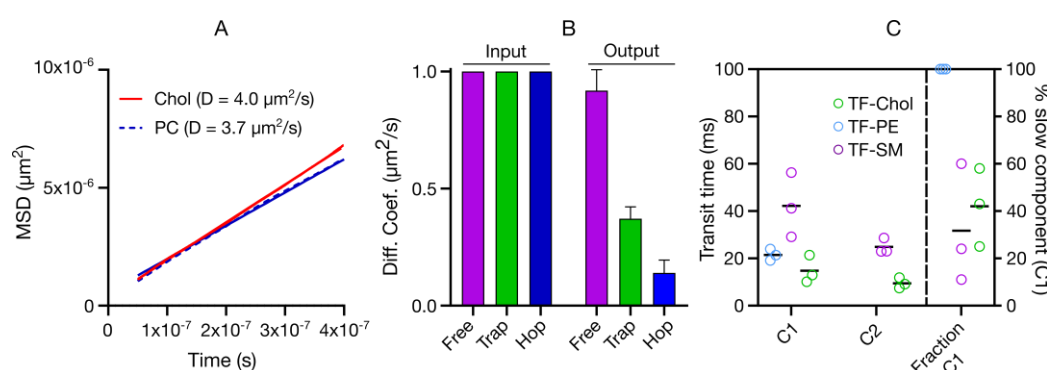 A
10x10⁻⁶
5x10⁻⁶
0
MSD (µm²)
Chol (D = 4.0 µm²/s)
PC (D = 3.7 µm²/s)
0
1x10⁻⁷
2x10⁻⁷
3x10⁻⁷
4x10⁻⁷
Time (s)
B
Input
Output
1.0
0.5
0.0
Diff. Coef. (µm²/s)
Free
Trap
Hop
Free
Trap
Hop
C
100
80
60
40
20
0
Transit time (ms)
TF-Chol
TF-PE
TF-SM
100
80
60
40
20
0
% slow component (C1)
C1
C2
Fraction
C1